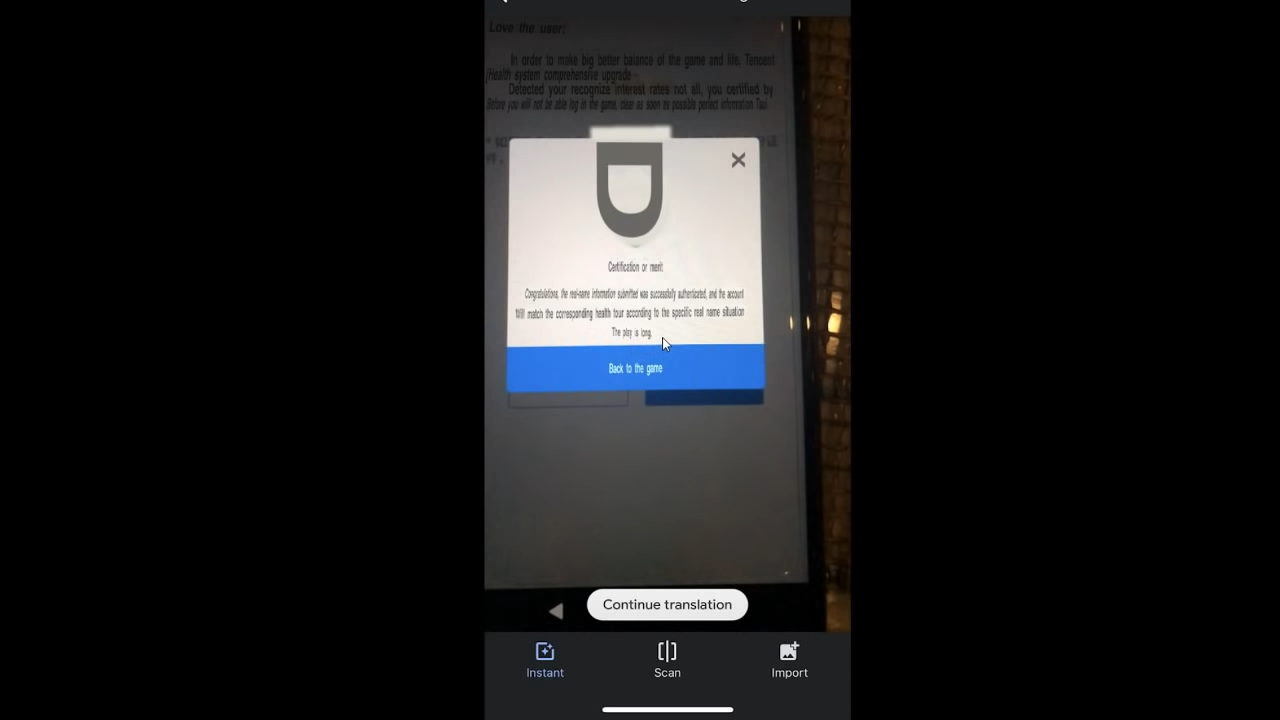 Love the user:
In order to make big better balance of the game and life, Tencent
(Health system comprehensive upgrade -
Detected your recognize interest rates not all, you certified by
Before you will not be able log in the game, clear as soon as possible perfect information Too.
D
Certification or merit
Congratulations, the real-name information submitted was successfully authenticated, and the account
Will match the corresponding health tour according to the specific real name situation
The play is long.
Back to the game
Continue translation
Instant
Scan
Import